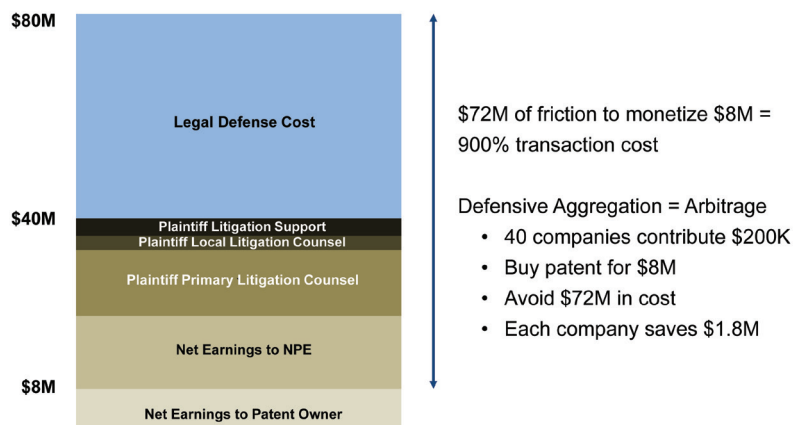 $80M
Legal Defense Cost
$40M
Plaintiff Litigation Support
Plaintiff Local Litigation Counsel
Plaintiff Primary Litigation Counsel
Net Earnings to NPE
$8M
Net Earnings to Patent Owner
$72M of friction to monetize $8M =
900% transaction cost
Defensive Aggregation = Arbitrage
• 40 companies contribute $200K
• Buy patent for $8M
• Avoid $72M in cost
• Each company saves $1.8M